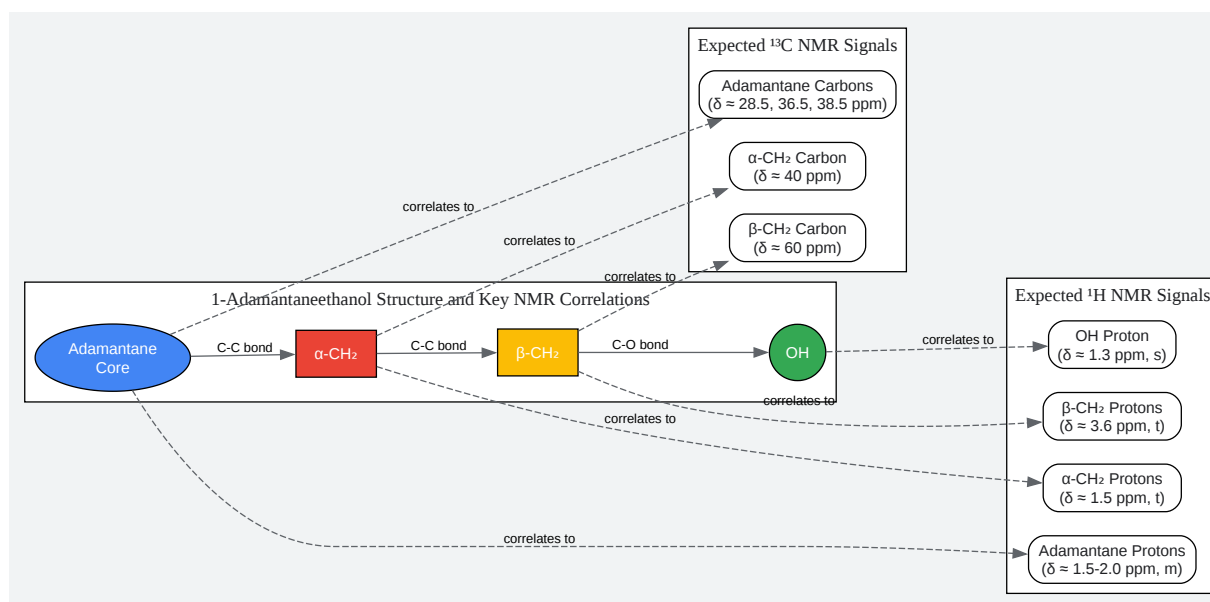 Expected ¹³C NMR Signals
Adamantane Carbons
(δ ≈ 28.5, 36.5, 38.5 ppm)
α-CH₂ Carbon
(δ ≈ 40 ppm)
β-CH₂ Carbon
(δ ≈ 60 ppm)
correlates to
correlates to
correlates to
1-Adamantaneethanol Structure and Key NMR Correlations
Adamantane
Core
C-C bond
α-CH₂
C-C bond
β-CH₂
C-O bond
OH
correlates to
correlates to
correlates to
correlates to
Expected ¹H NMR Signals
OH Proton
(δ ≈ 1.3 ppm, s)
β-CH₂ Protons
(δ ≈ 3.6 ppm, t)
α-CH₂ Protons
(δ ≈ 1.5 ppm, t)
Adamantane Protons
(δ ≈ 1.5-2.0 ppm, m)